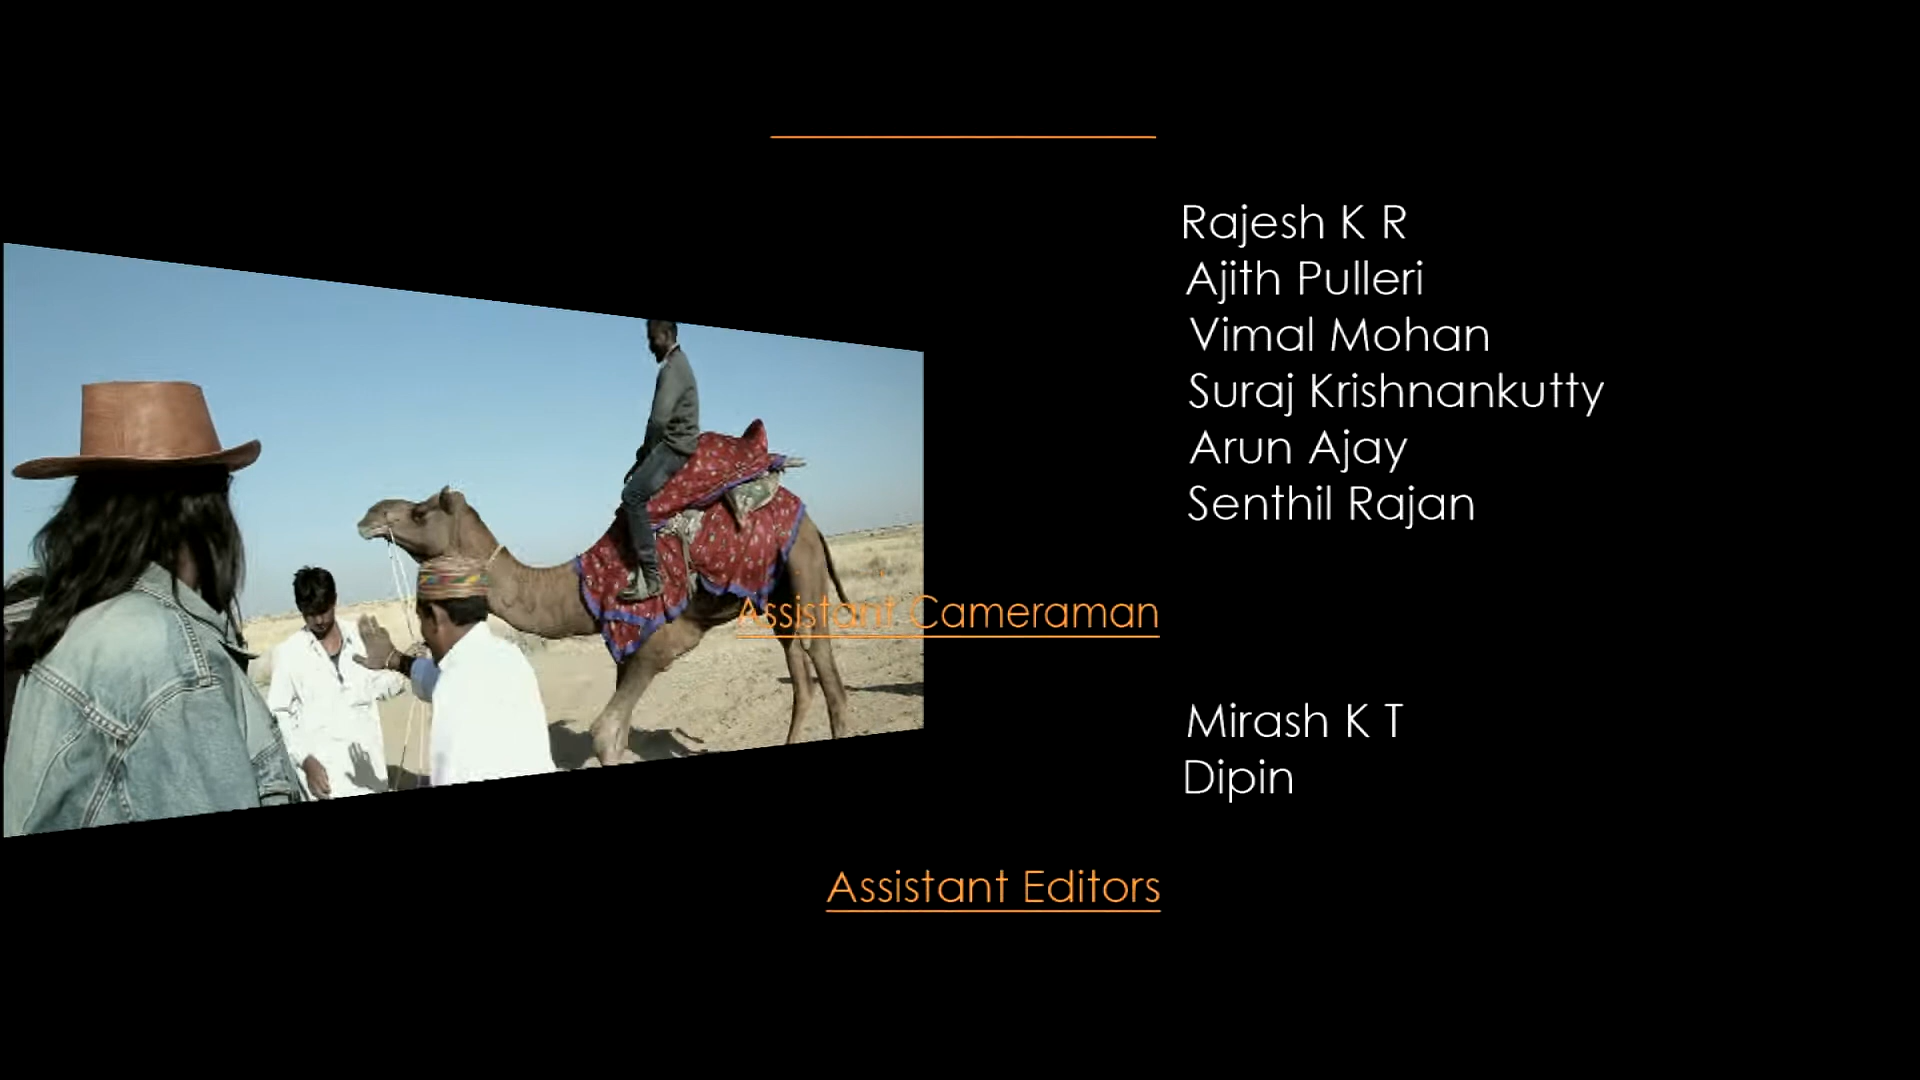 Rajesh K R
Ajith Pulleri
Vimal Mohan
Suraj Krishnankutty
Arun Ajay
Senthil Rajan
Assistant Cameraman
Mirash K T
Dipin
Assistant Editors